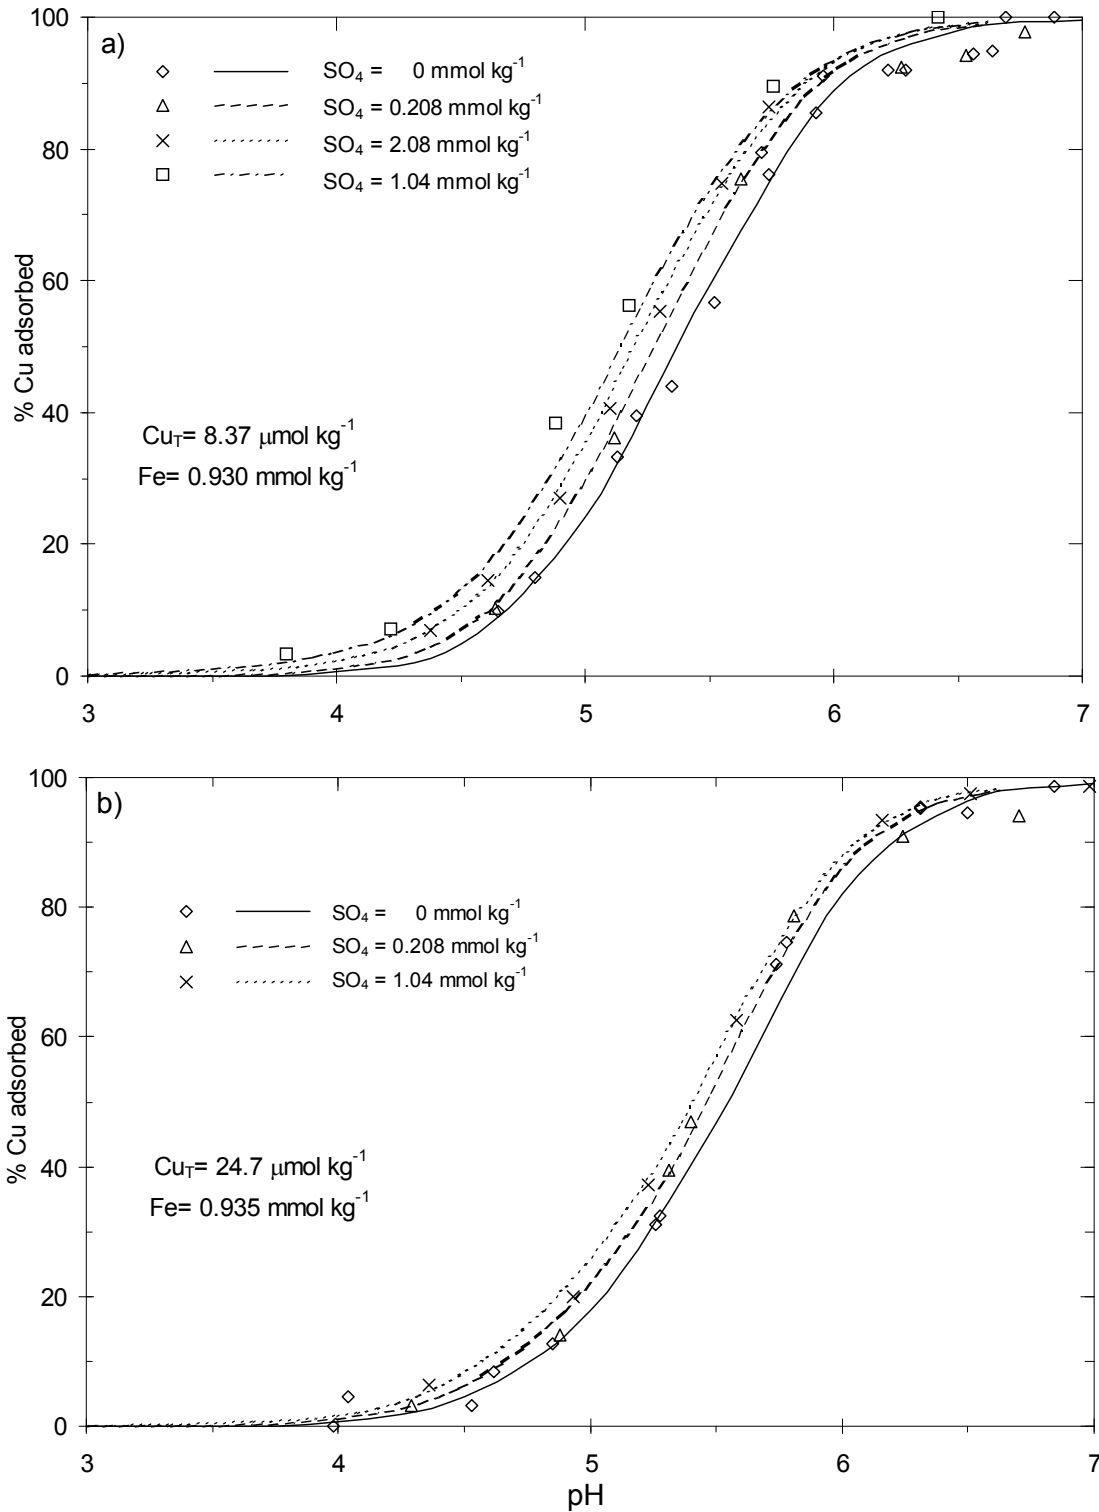 a)
SO₄ = 0 mmol kg⁻¹
SO₄ = 0.208 mmol kg⁻¹
SO₄ = 2.08 mmol kg⁻¹
SO₄ = 1.04 mmol kg⁻¹
Cu_T= 8.37 μmol kg⁻¹
Fe= 0.930 mmol kg⁻¹
% Cu adsorbed
100
80
60
40
20
0
3 4 5 6 7
b)
SO₄ = 0 mmol kg⁻¹
SO₄ = 0.208 mmol kg⁻¹
SO₄ = 1.04 mmol kg⁻¹
Cu_T= 24.7 μmol kg⁻¹
Fe= 0.935 mmol kg⁻¹
% Cu adsorbed
100
80
60
40
20
0
3 4 5 6 7
pH